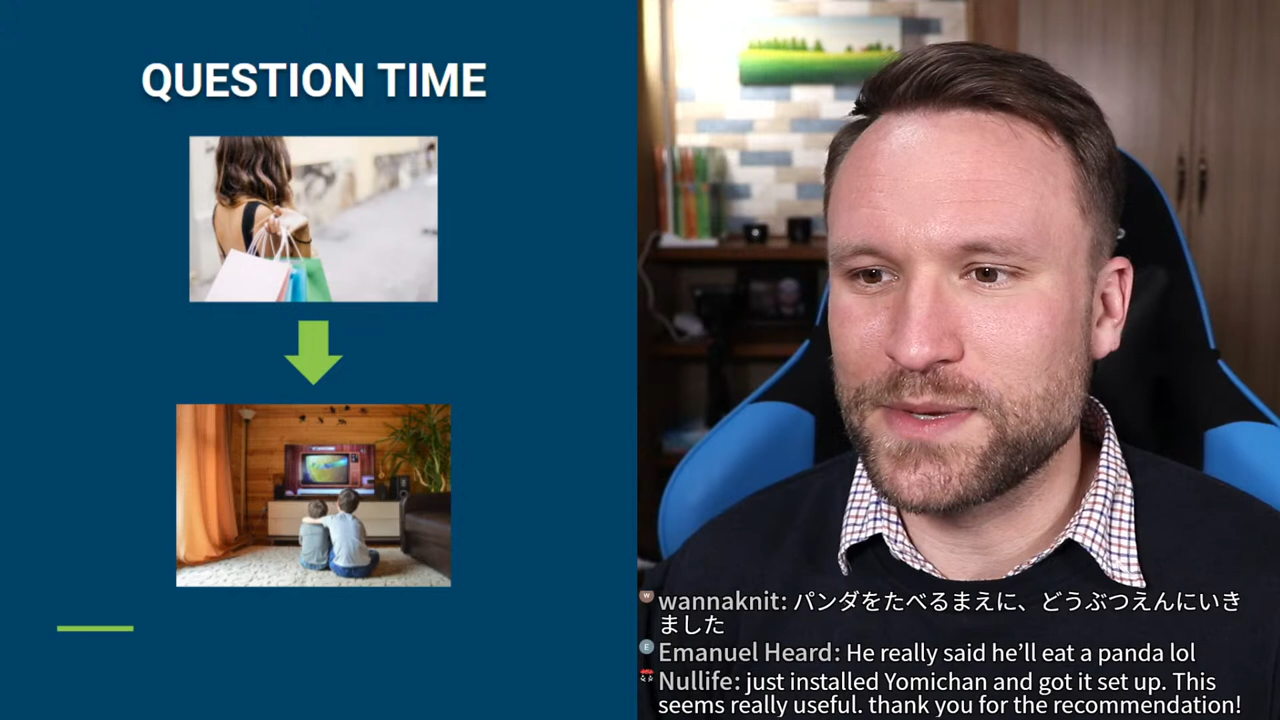 QUESTION TIME
wannaknit: パンダをたべるまえに、どうぶつえんにいき
ました
Emanuel Heard: He really said he’ll eat a panda lol
Nullife: just installed Yomichan and got it set up. This
seems really useful. thank you for the recommendation!